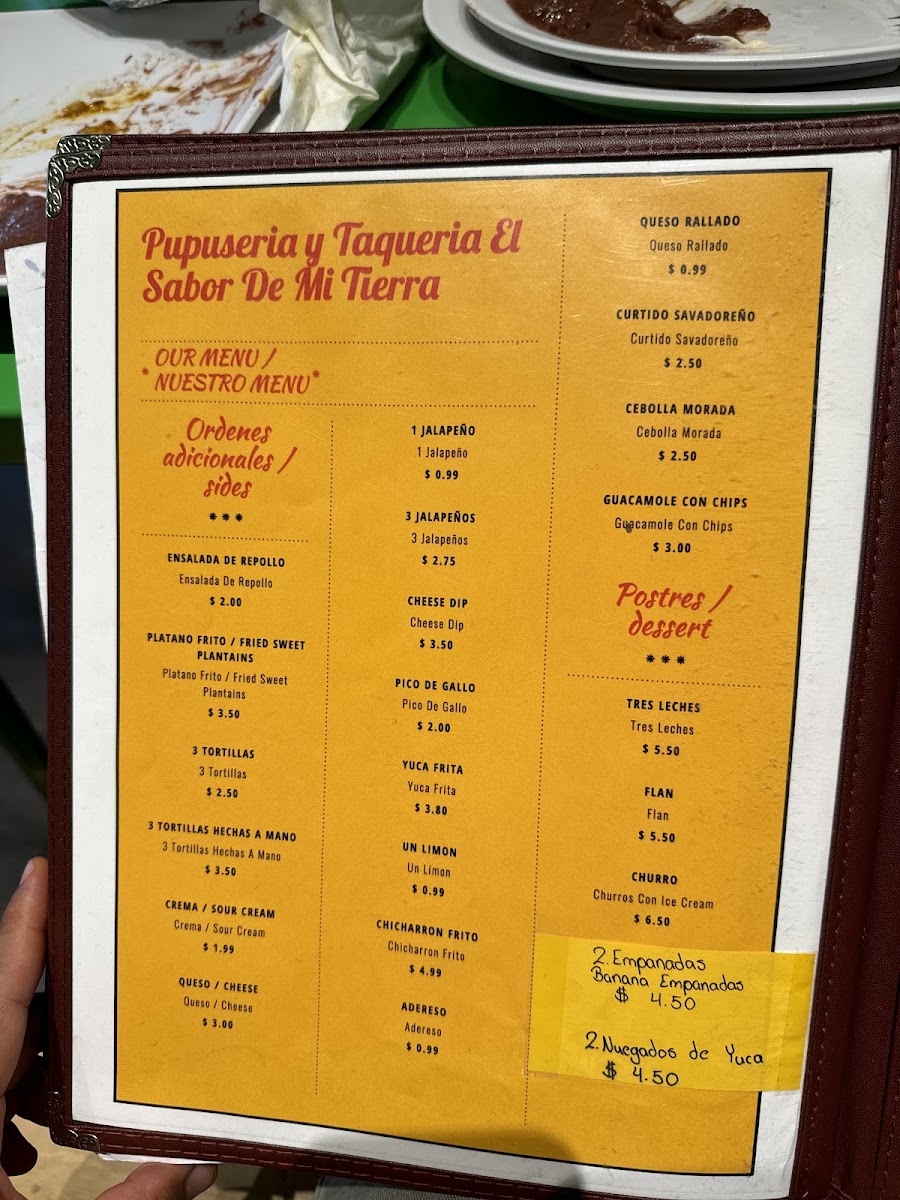 Pupuseria y Taqueria El
Sabor De Mi Tierra
OUR MENU /
* NUESTRO MENU *
Ordenes
adicionales /
sides
***
ENSALADA DE REPOLLO
Ensalada De Repollo
$ 2.00
PLATANO FRITO / FRIED SWEET
PLANTAINS
Platano Frito / Fried Sweet
Plantains
$ 3.50
3 TORTILLAS
3 Tortillas
$ 2.50
3 TORTILLAS HECHAS A MANO
3 Tortillas Hechas A Mano
$ 3.50
CREMA / SOUR CREAM
Crema / Sour Cream
$ 1.99
QUESO / CHEESE
Queso / Cheese
$ 3.00
1 JALAPEÑO
1 Jalapeño
$ 0.99
3 JALAPEÑOS
3 Jalapeños
$ 2.75
CHEESE DIP
Cheese Dip
$ 3.50
PICO DE GALLO
Pico De Gallo
$ 2.00
YUCA FRITA
Yuca Frita
$ 3.80
UN LIMON
Un Limon
$ 0.99
CHICHARRON FRITO
Chicharron Frito
$ 4.99
ADERESO
Adereso
$ 0.99
QUESO RALLADO
Queso Rallado
$ 0.99
CURTIDO SAVADOREÑO
Curtido Savadoreño
$ 2.50
CEBOLLA MORADA
Cebolla Morada
$ 2.50
GUACAMOLE CON CHIPS
Guacamole Con Chips
$ 3.00
Postres /
dessert
***
TRES LECHES
Tres Leches
$ 5.50
FLAN
Flan
$ 5.50
CHURRO
Churros Con Ice Cream
$ 6.50
2. Empanadas
Banana Empanadas
$ 4.50
2. Nuegados de Yuca
$ 4.50